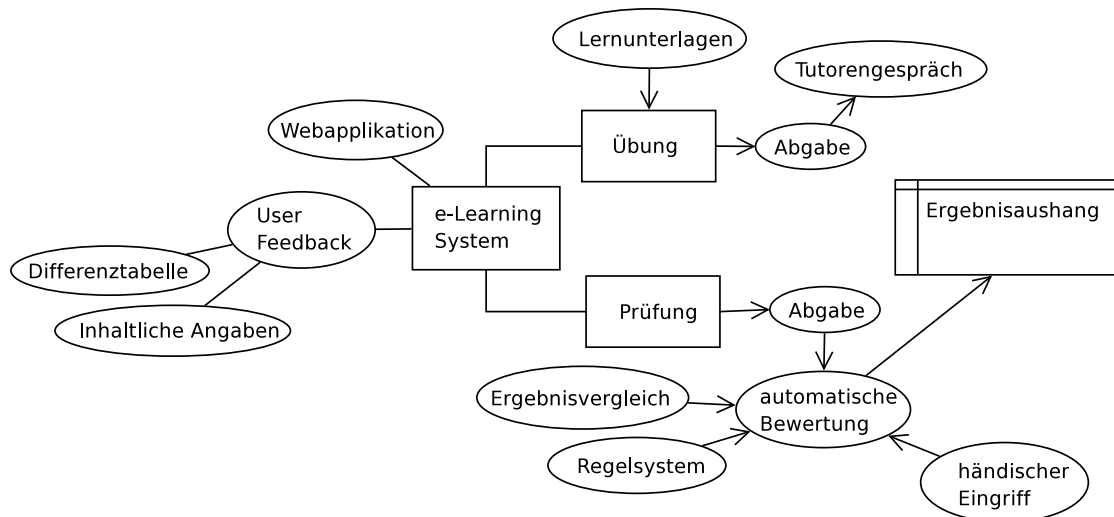 Lernunterlagen
Tutorengespräch
Webapplikation
Übung
Abgabe
User
Feedback
e-Learning
System
Ergebnisaushang
Differenztabelle
Inhaltliche Angaben
Prüfung
Abgabe
Ergebnisvergleich
automatische
Bewertung
Regelsystem
händischer
Eingriff